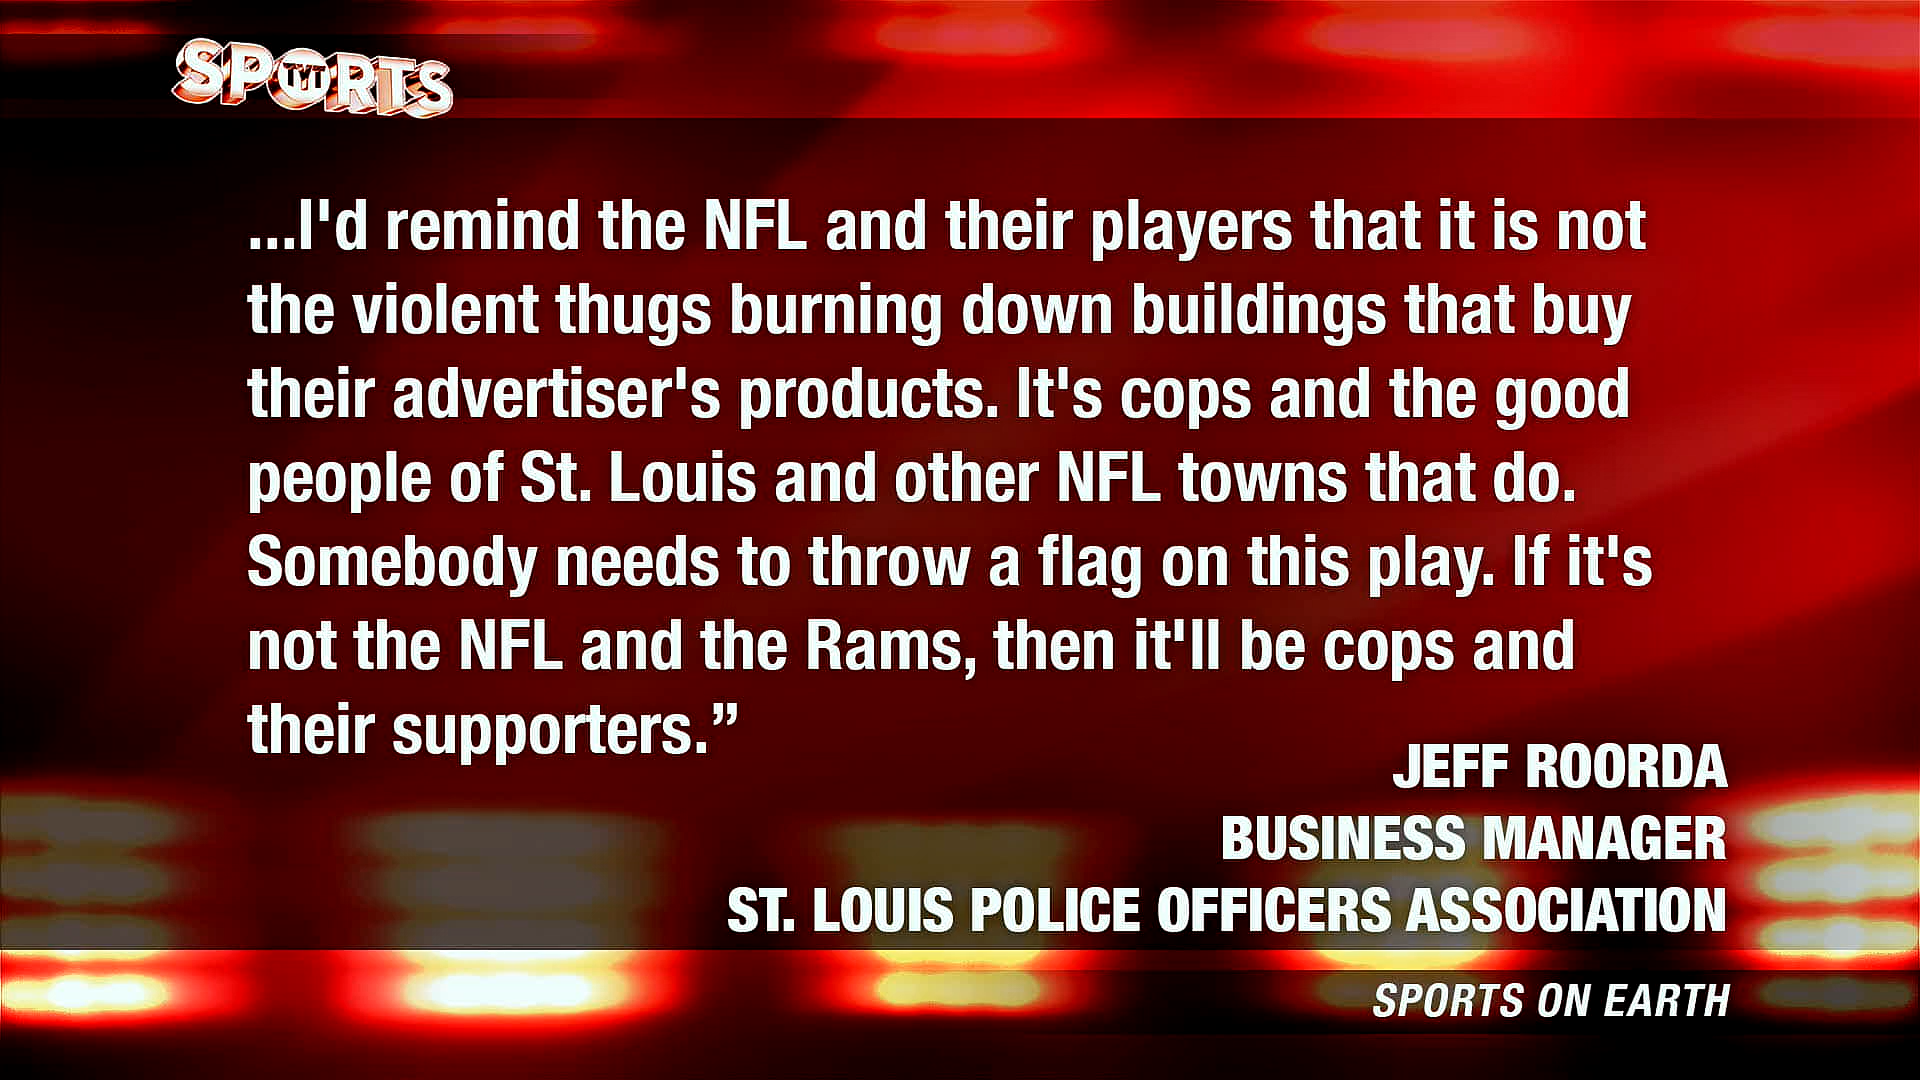 SPORTS
TYT
...I'd remind the NFL and their players that it is not
the violent thugs burning down buildings that buy
their advertiser's products. It's cops and the good
people of St. Louis and other NFL towns that do.
Somebody needs to throw a flag on this play. If it's
not the NFL and the Rams, then it'll be cops and
their supporters.”
JEFF ROORDA
BUSINESS MANAGER
ST. LOUIS POLICE OFFICERS ASSOCIATION
SPORTS ON EARTH